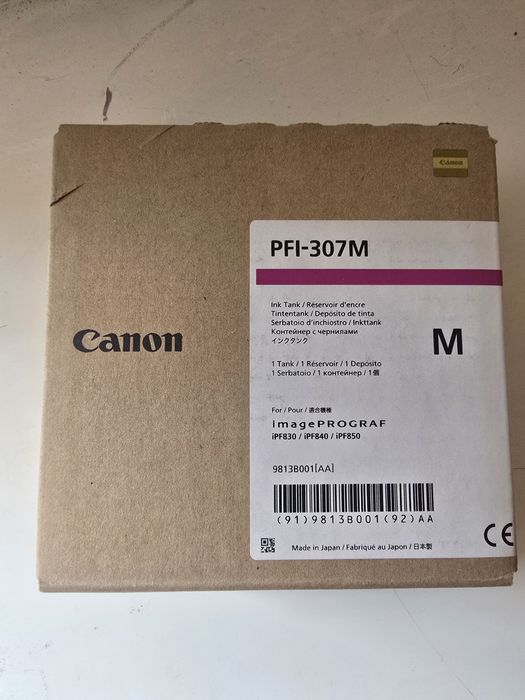 Canon
PFI-307M
Ink Tank / Réservoir d'encre
Tintentank / Depósito de tinta
Serbatoio d'inchiostro / Inkttank
Контейнер с чернилами
インクタンク
M
1 Tank / 1 Réservoir / 1 Depósito
1 Serbatoio / 1 контейнер / 1個
Canon
For / Pour / 適合機種
imagePROGRAF
iPF830 / iPF840 / iPF850
9813B001[AA]
(91)9813B001(92)AA
CE
Made in Japan / Fabriqué au Japon / 日本製